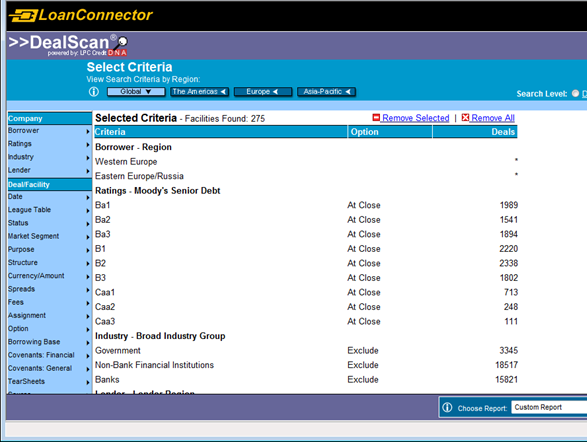 LoanConnector
>>DealScan®
powered by: LPC Credit DNA
Select Criteria
View Search Criteria by Region:
Global ▼ The Americas ◀ Europe ◀ Asia-Pacific ◀
Search Level:
Company
Borrower
Ratings
Industry
Lender
Deal/Facility
Date
League Table
Status
Market Segment
Purpose
Structure
Currency/Amount
Spreads
Fees
Assignment
Option
Borrowing Base
Covenants: Financial
Covenants: General
TearSheets
Selected Criteria - Facilities Found: 275 Remove Selected | Remove All
Criteria Option Deals
Borrower - Region
Western Europe *
Eastern Europe/Russia *
Ratings - Moody's Senior Debt
Ba1 At Close 1989
Ba2 At Close 1541
Ba3 At Close 1894
B1 At Close 2220
B2 At Close 2338
B3 At Close 1802
Caa1 At Close 713
Caa2 At Close 248
Caa3 At Close 111
Industry - Broad Industry Group
Government Exclude 3345
Non-Bank Financial Institutions Exclude 18517
Banks Exclude 15821
Lender - Lender Region
Choose Report: Custom Report